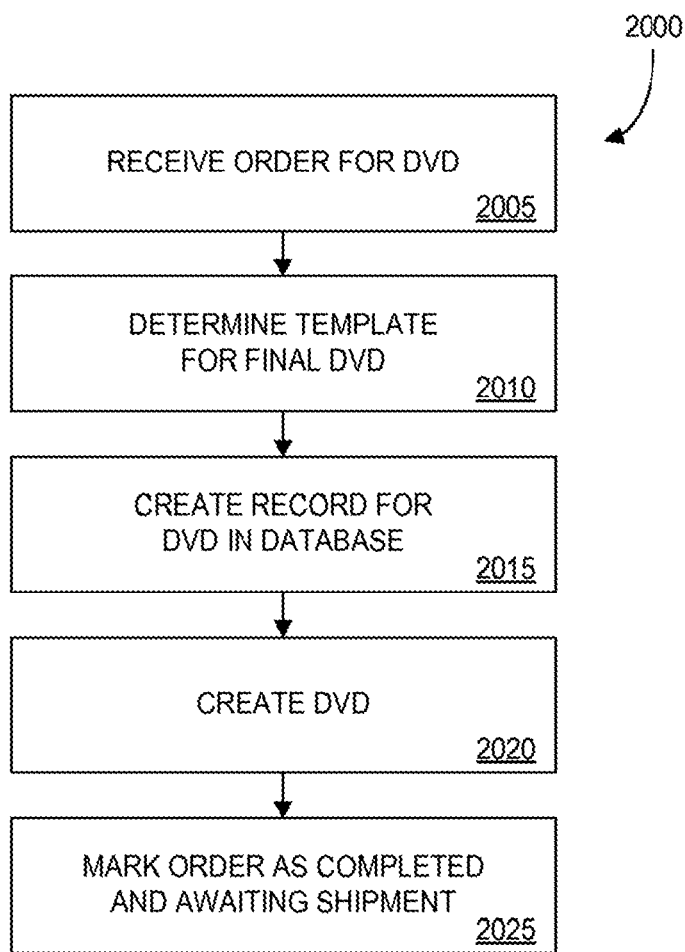 2000
RECEIVE ORDER FOR DVD
2005
DETERMINE TEMPLATE
FOR FINAL DVD
2010
CREATE RECORD FOR
DVD IN DATABASE
2015
CREATE DVD
2020
MARK ORDER AS COMPLETED
AND AWAITING SHIPMENT
2025